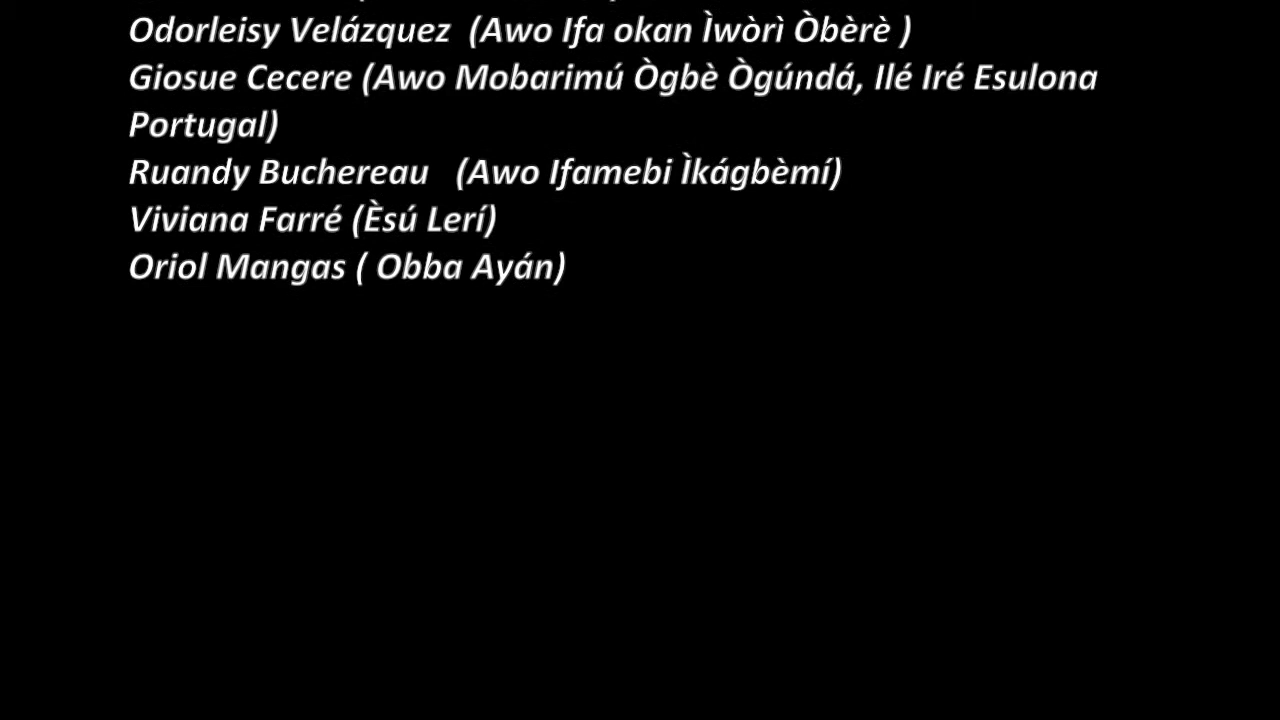 Odorleisy Velázquez  (Awo Ifa okan Ìwòrì Òbèrè )
Giosue Cecere (Awo Mobarimú Ògbè Ògúndá, Ilé Iré Esulona
Portugal)
Ruandy Buchereau   (Awo Ifamebi Ìkágbèmí)
Viviana Farré (Èsú Lerí)
Oriol Mangas ( Obba Ayán)